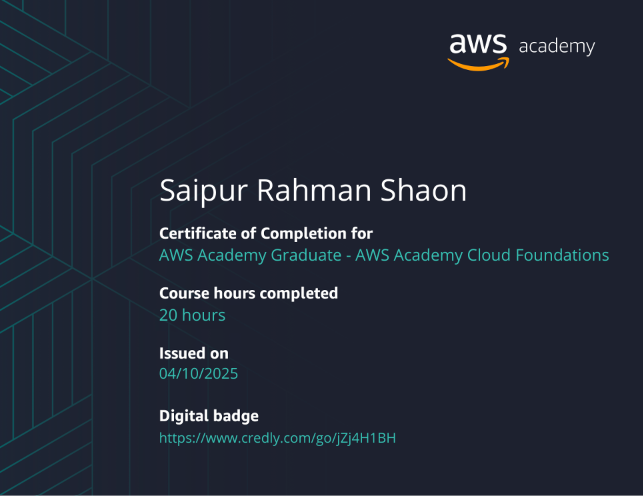 aws academy
Saipur Rahman Shaon
Certificate of Completion for
AWS Academy Graduate - AWS Academy Cloud Foundations
Course hours completed
20 hours
Issued on
04/10/2025
Digital badge
https://www.credly.com/go/jZj4H1BH